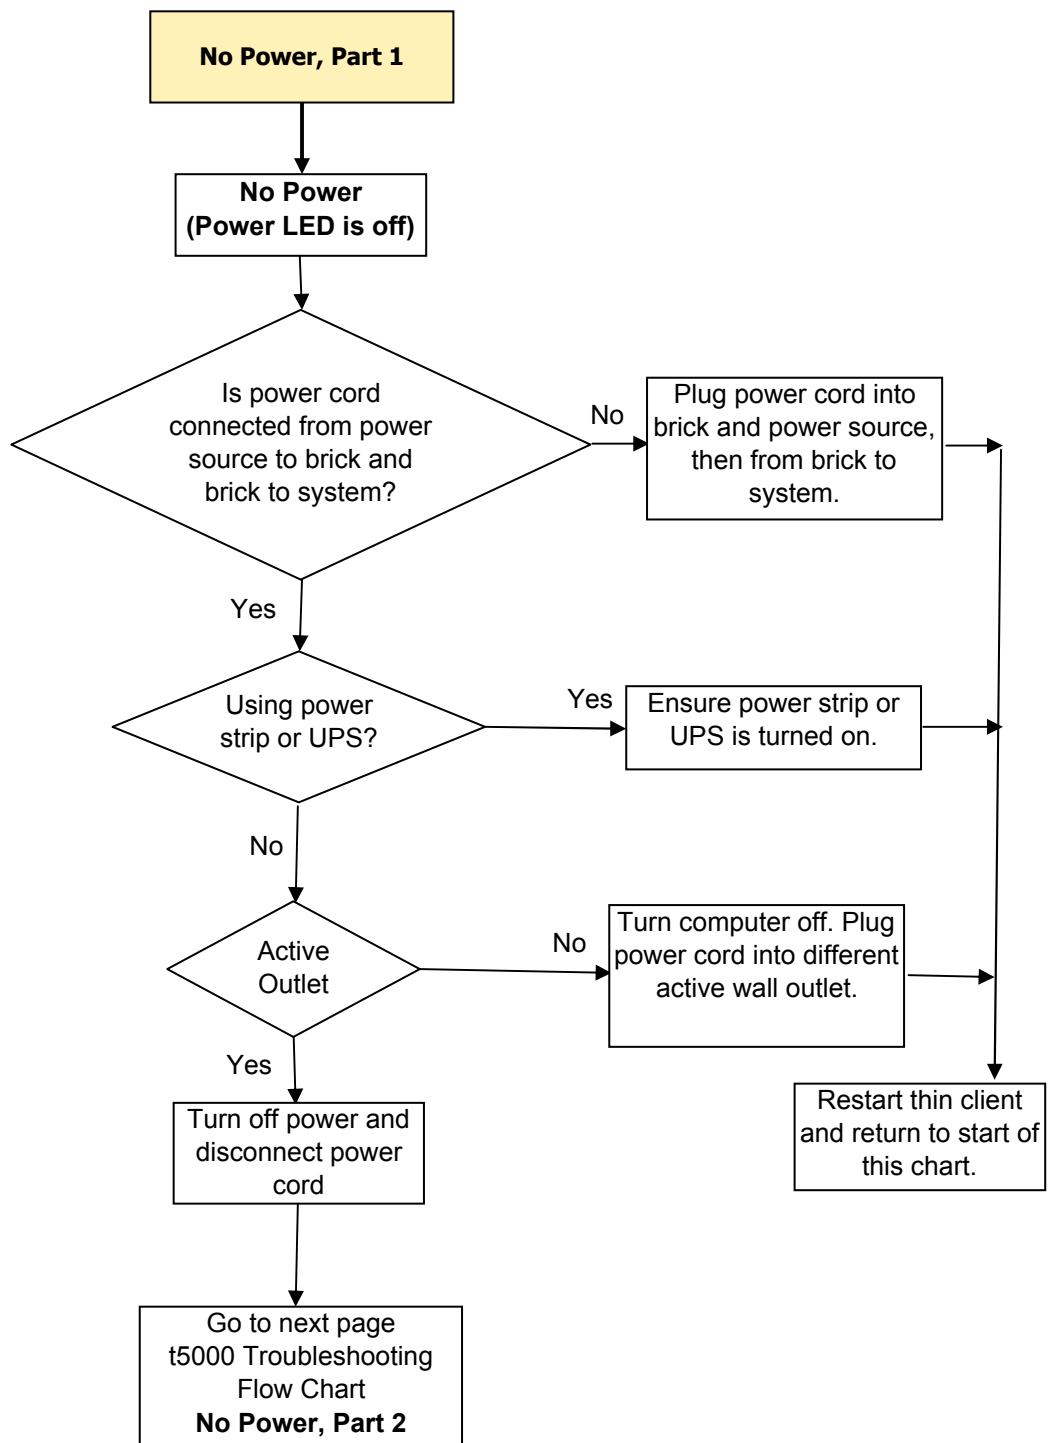 No Power, Part 1
No Power
(Power LED is off)
Is power cord
connected from power
source to brick and
brick to system?
No
Plug power cord into
brick and power source,
then from brick to
system.
Yes
Using power
strip or UPS?
Yes
Ensure power strip or
UPS is turned on.
No
Active
Outlet
No
Turn computer off. Plug
power cord into different
active wall outlet.
Yes
Turn off power and
disconnect power
cord
Restart thin client
and return to start of
this chart.
Go to next page
t5000 Troubleshooting
Flow Chart
No Power, Part 2